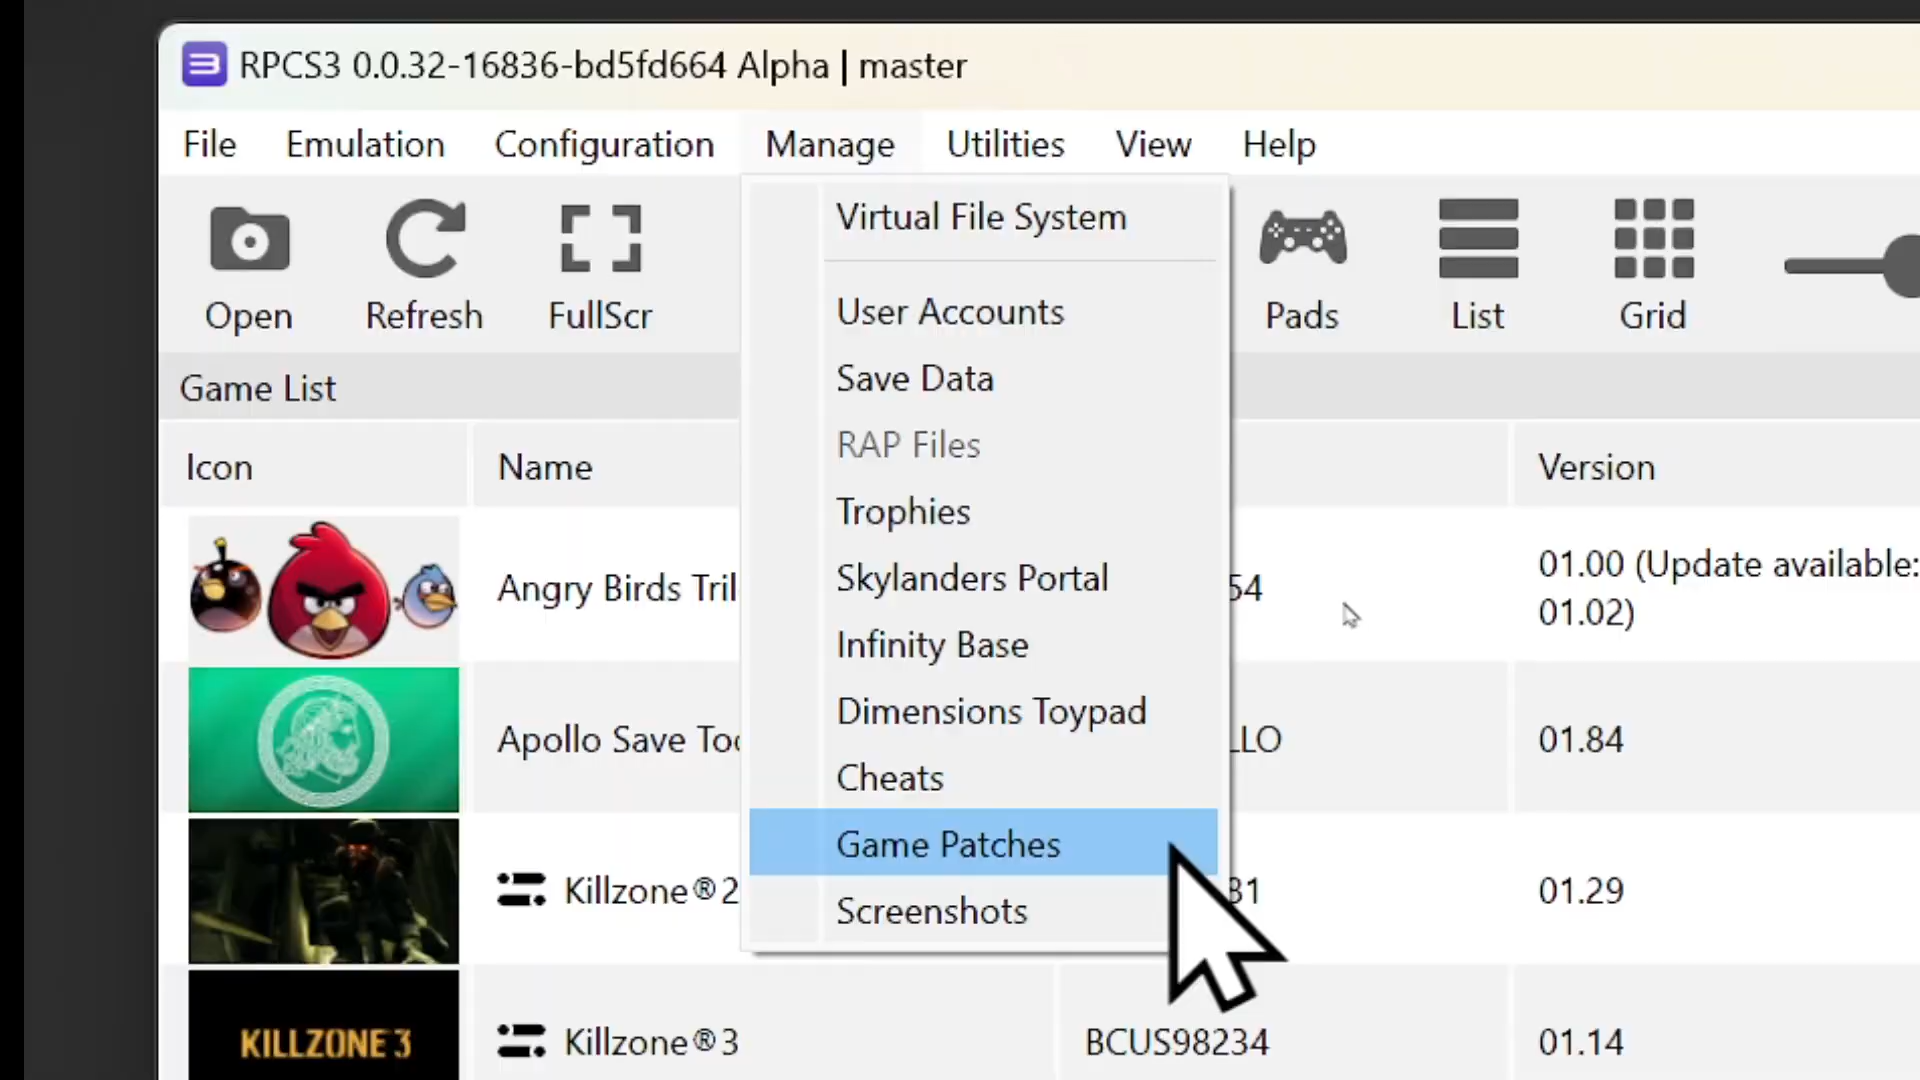 RPCS3 0.0.32-16836-bd5fd664 Alpha | master
File Emulation Configuration Manage Utilities View Help
Open Refresh FullScr Pads List Grid
Virtual File System
User Accounts
Save Data
RAP Files
Trophies
Skylanders Portal
Infinity Base
Dimensions Toypad
Cheats
Game Patches
Screenshots
Game List
Icon Name Version
Angry Birds Tril 54 01.00 (Update available:
01.02)
Apollo Save Too LLO 01.84
Killzone®2 81 01.29
KILLZONE 3 Killzone®3 BCUS98234 01.14